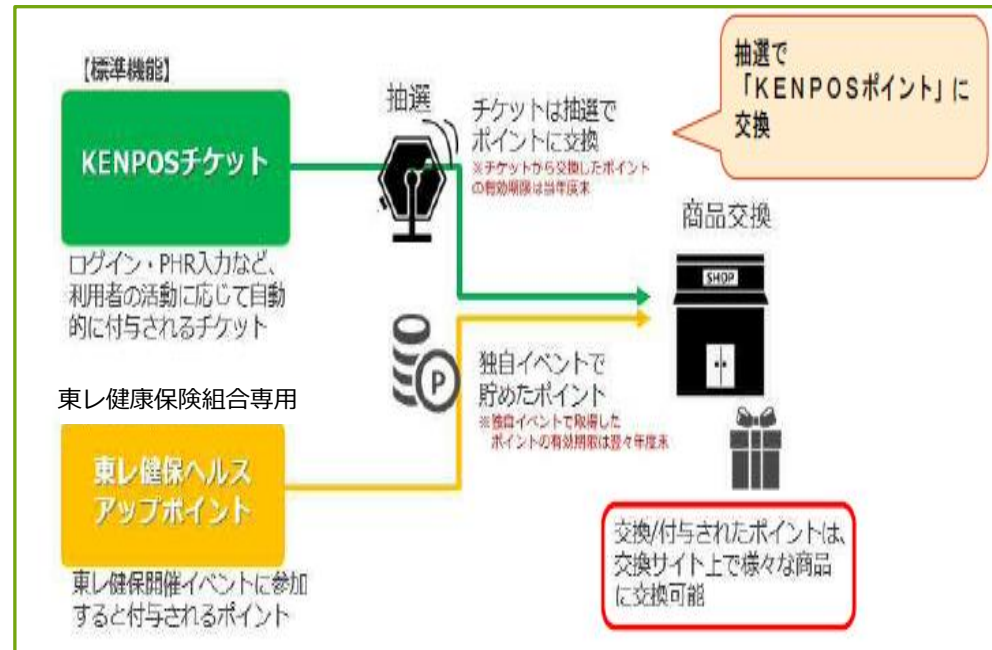 【標準機能】
KENPOSチケット
ログイン・PHR入力など、
利用者の活動に応じて自動
的に付与されるチケット
抽選
チケットは抽選で
ポイントに交換
※チケットから交換したポイント
の有効期限は当年度末
抽選で
「KENPOSポイント」に
交換
商品交換
SHOP
東レ健康保険組合専用
東レ健保ヘルス
アップポイント
東レ健保開催イベントに参加
すると付与されるポイント
P
独自イベントで
貯めたポイント
※独自イベントで取得した
ポイントの有効期限は翌々年度末
交換/付与されたポイントは、
交換サイト上で様々な商品
に交換可能